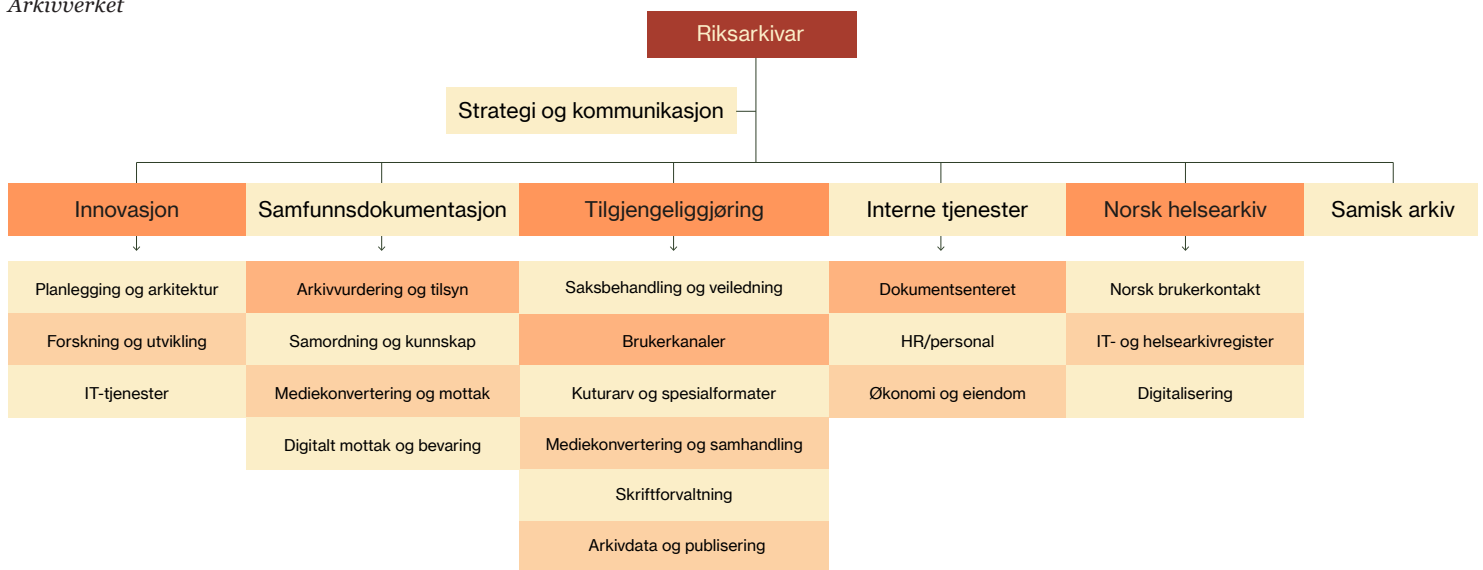 Arkivverket
Riksarkivar
Strategi og kommunikasjon
Innovasjon
Samfunnsdokumentasjon
Tilgjengeliggjøring
Interne tjenester
Norsk helsearkiv
Samisk arkiv
Planlegging og arkitektur
Forskning og utvikling
IT-tjenester
Arkivvurdering og tilsyn
Samordning og kunnskap
Mediekonvertering og mottak
Digitalt mottak og bevaring
Saksbehandling og veiledning
Brukerkanaler
Kuturarv og spesialformater
Mediekonvertering og samhandling
Skriftforvaltning
Arkivdata og publisering
Dokumentsenteret
HR/personal
Økonomi og eiendom
Norsk brukerkontakt
IT- og helsearkivregister
Digitalisering